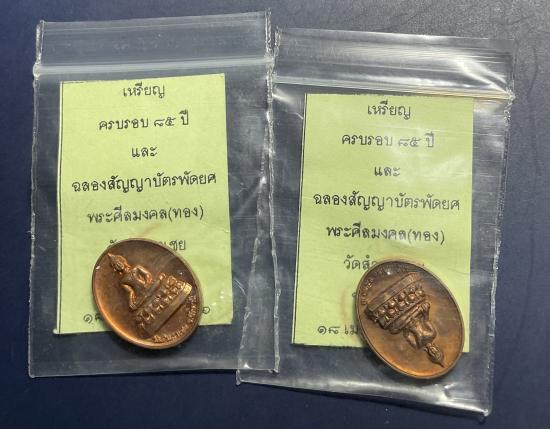 เหรียญ
ครบรอบ ๘๕ ปี
และ
ฉลองสัญญาบัตรพัดยศ
พระศีลมงคล(ทอง)
เหรียญ
ครบรอบ ๘๕ ปี
และ
ฉลองสัญญาบัตรพัดยศ
พระศีลมงคล(ทอง)
๑๘